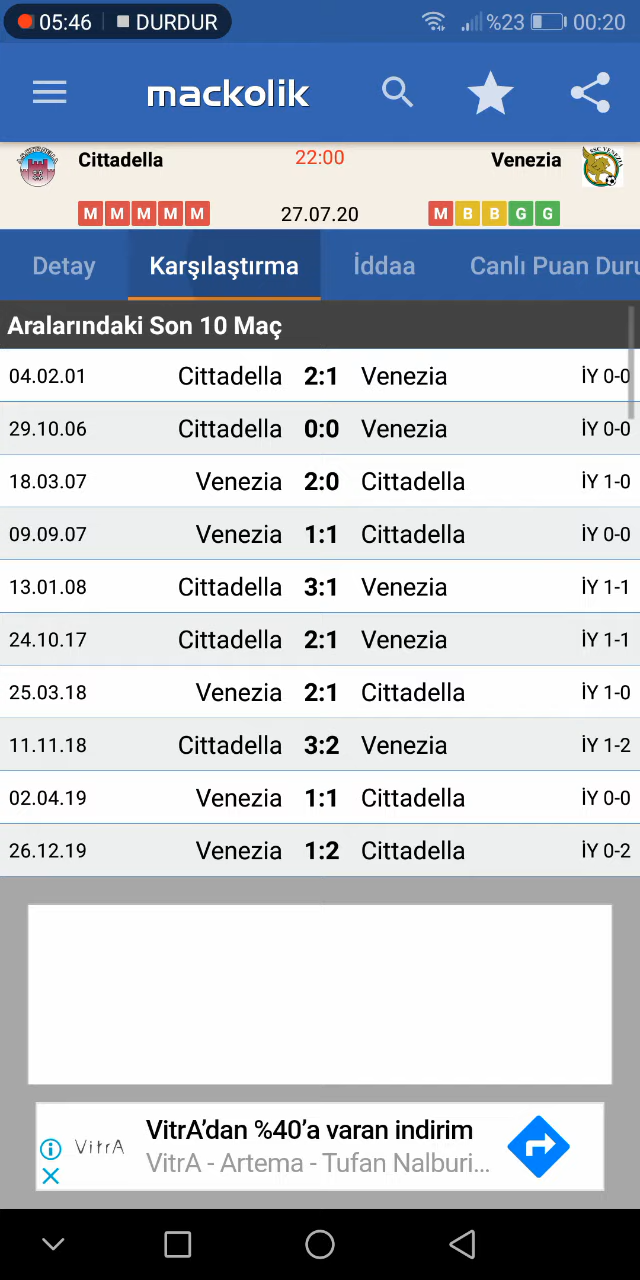 05:46 DURDUR %23 00:20
mackolik
Cittadella 22:00 Venezia
M M M M M 27.07.20 M B B G G
Detay Karşılaştırma İddaa Canlı Puan Duru
Aralarındaki Son 10 Maç
04.02.01 Cittadella 2:1 Venezia İY 0-0
29.10.06 Cittadella 0:0 Venezia İY 0-0
18.03.07 Venezia 2:0 Cittadella İY 1-0
09.09.07 Venezia 1:1 Cittadella İY 0-0
13.01.08 Cittadella 3:1 Venezia İY 1-1
24.10.17 Cittadella 2:1 Venezia İY 1-1
25.03.18 Venezia 2:1 Cittadella İY 1-0
11.11.18 Cittadella 3:2 Venezia İY 1-2
02.04.19 Venezia 1:1 Cittadella İY 0-0
26.12.19 Venezia 1:2 Cittadella İY 0-2
VitrA
VitrA’dan %40’a varan indirim
VitrA - Artema - Tufan Nalburi...